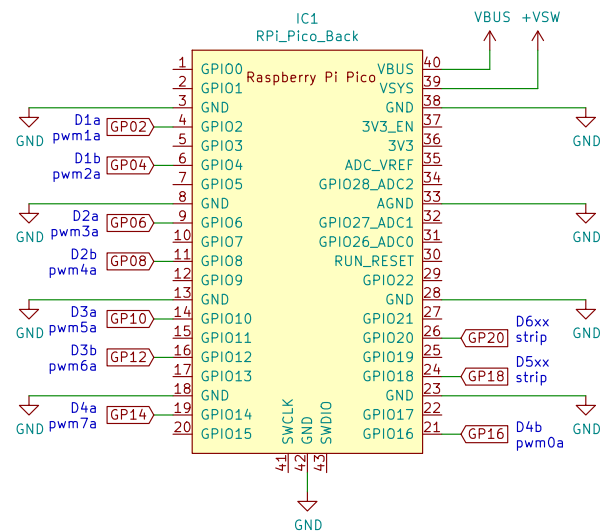 IC1
RPi_Pico_Back
VBUS +VSW
Raspberry Pi Pico
1 GPIO0 VBUS 40
2 GPIO1 VSYS 39
GND 3 GND GND 38 GND
D1a pwm1a GP02 4 GPIO2 3V3_EN 37
5 GPIO3 3V3 36
D1b pwm2a GP04 6 GPIO4 ADC_VREF 35
7 GPIO5 GPIO28_ADC2 34
GND 8 GND AGND 33 GND
D2a pwm3a GP06 9 GPIO6 GPIO27_ADC1 32
10 GPIO7 GPIO26_ADC0 31
D2b pwm4a GP08 11 GPIO8 RUN_RESET 30
12 GPIO9 GPIO22 29
GND 13 GND GND 28 GND
D3a pwm5a GP10 14 GPIO10 GPIO21 27
15 GPIO11 GPIO20 26 GP20 D6xx strip
D3b pwm6a GP12 16 GPIO12 GPIO19 25
17 GPIO13 GPIO18 24 GP18 D5xx strip
GND 18 GND GND 23 GND
D4a pwm7a GP14 19 GPIO14 GPIO17 22
20 GPIO15 GPIO16 21 GP16 D4b pwm0a
SWCLK GND SWDIO
41 42 43
GND